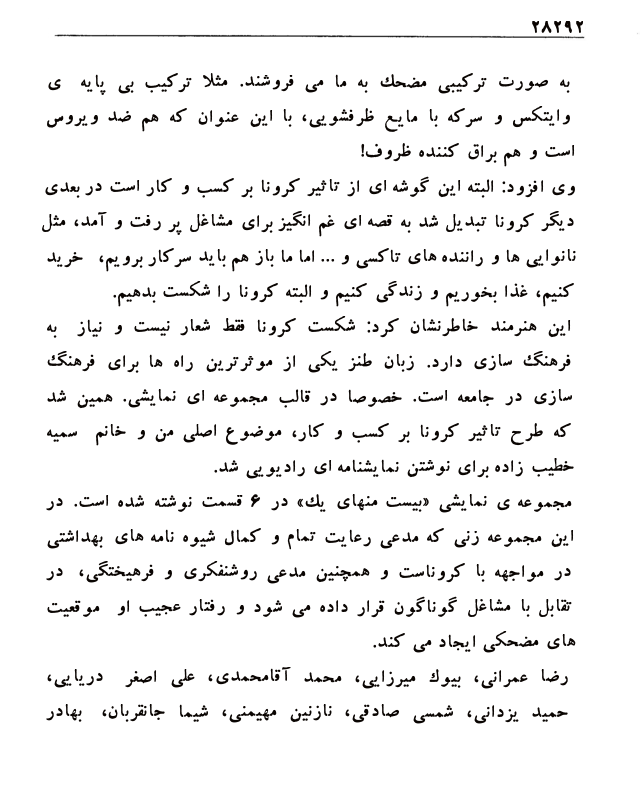 ۲۸۲۹۲
به صورت ترکیبی مضحك به ما می فروشند. مثلا ترکیب بی پایه ی
وایتکس و سرکه با مایع ظرفشویی، با این عنوان که هم ضد ویروس
است و هم براق کننده ظروف!
وی افزود: البته این گوشه ای از تاثیر کرونا بر کسب و کار است در بعدی
دیگر کرونا تبدیل شد به قصه ای غم انگیز برای مشاغل پر رفت و آمد، مثل
نانوایی ها و راننده های تاکسی و ... اما ما باز هم باید سرکار برویم، خرید
کنیم، غذا بخوریم و زندگی کنیم و البته کرونا را شکست بدهیم.
این هنرمند خاطرنشان کرد: شکست کرونا فقط شعار نیست و نیاز به
فرهنگ سازی دارد. زبان طنز یکی از موثرترین راه ها برای فرهنگ
سازی در جامعه است. خصوصا در قالب مجموعه ای نمایشی. همین شد
که طرح تاثیر کرونا بر کسب و کار، موضوع اصلی من و خانم سمیه
خطیب زاده برای نوشتن نمایشنامه ای رادیویی شد.
مجموعه ی نمایشی «بیست منهای یك» در ۶ قسمت نوشته شده است. در
این مجموعه زنی که مدعی رعایت تمام و کمال شیوه نامه های بهداشتی
در مواجهه با کروناست و همچنین مدعی روشنفکری و فرهیختگی، در
تقابل با مشاغل گوناگون قرار داده می شود و رفتار عجیب او موقعیت
های مضحکی ایجاد می کند.
رضا عمرانی، بیوك میرزایی، محمد آقامحمدی، علی اصغر دریایی،
حمید یزدانی، شمسی صادقی، نازنین مهیمنی، شیما جانقربان، بهادر